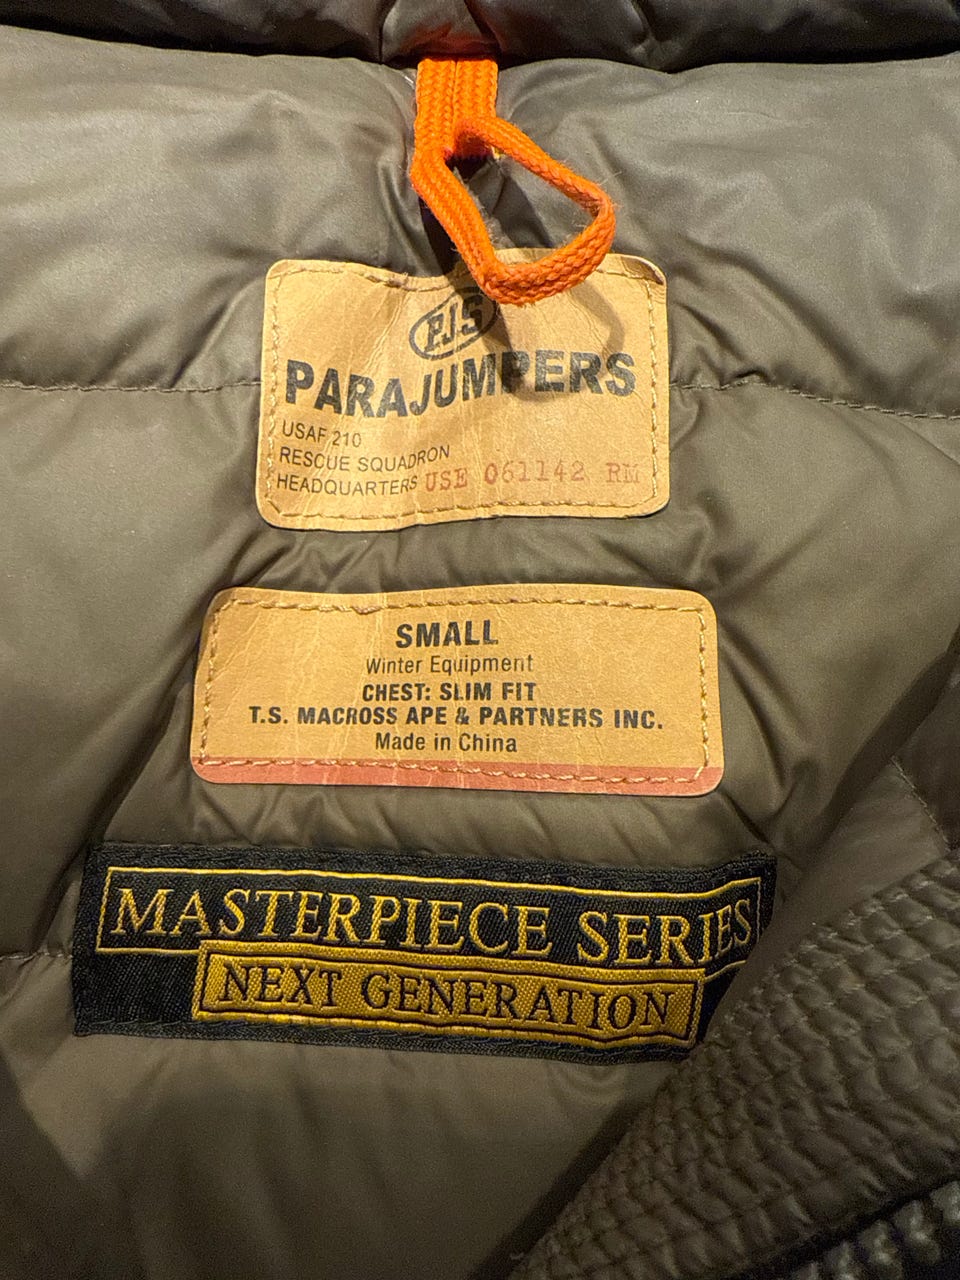 PJS
PARAJUMPERS
USAF 210
RESCUE SQUADRON
HEADQUARTERS USE 061142 RM
SMALL
Winter Equipment
CHEST: SLIM FIT
T.S. MACROSS APE & PARTNERS INC.
Made in China
MASTERPIECE SERIES
NEXT GENERATION